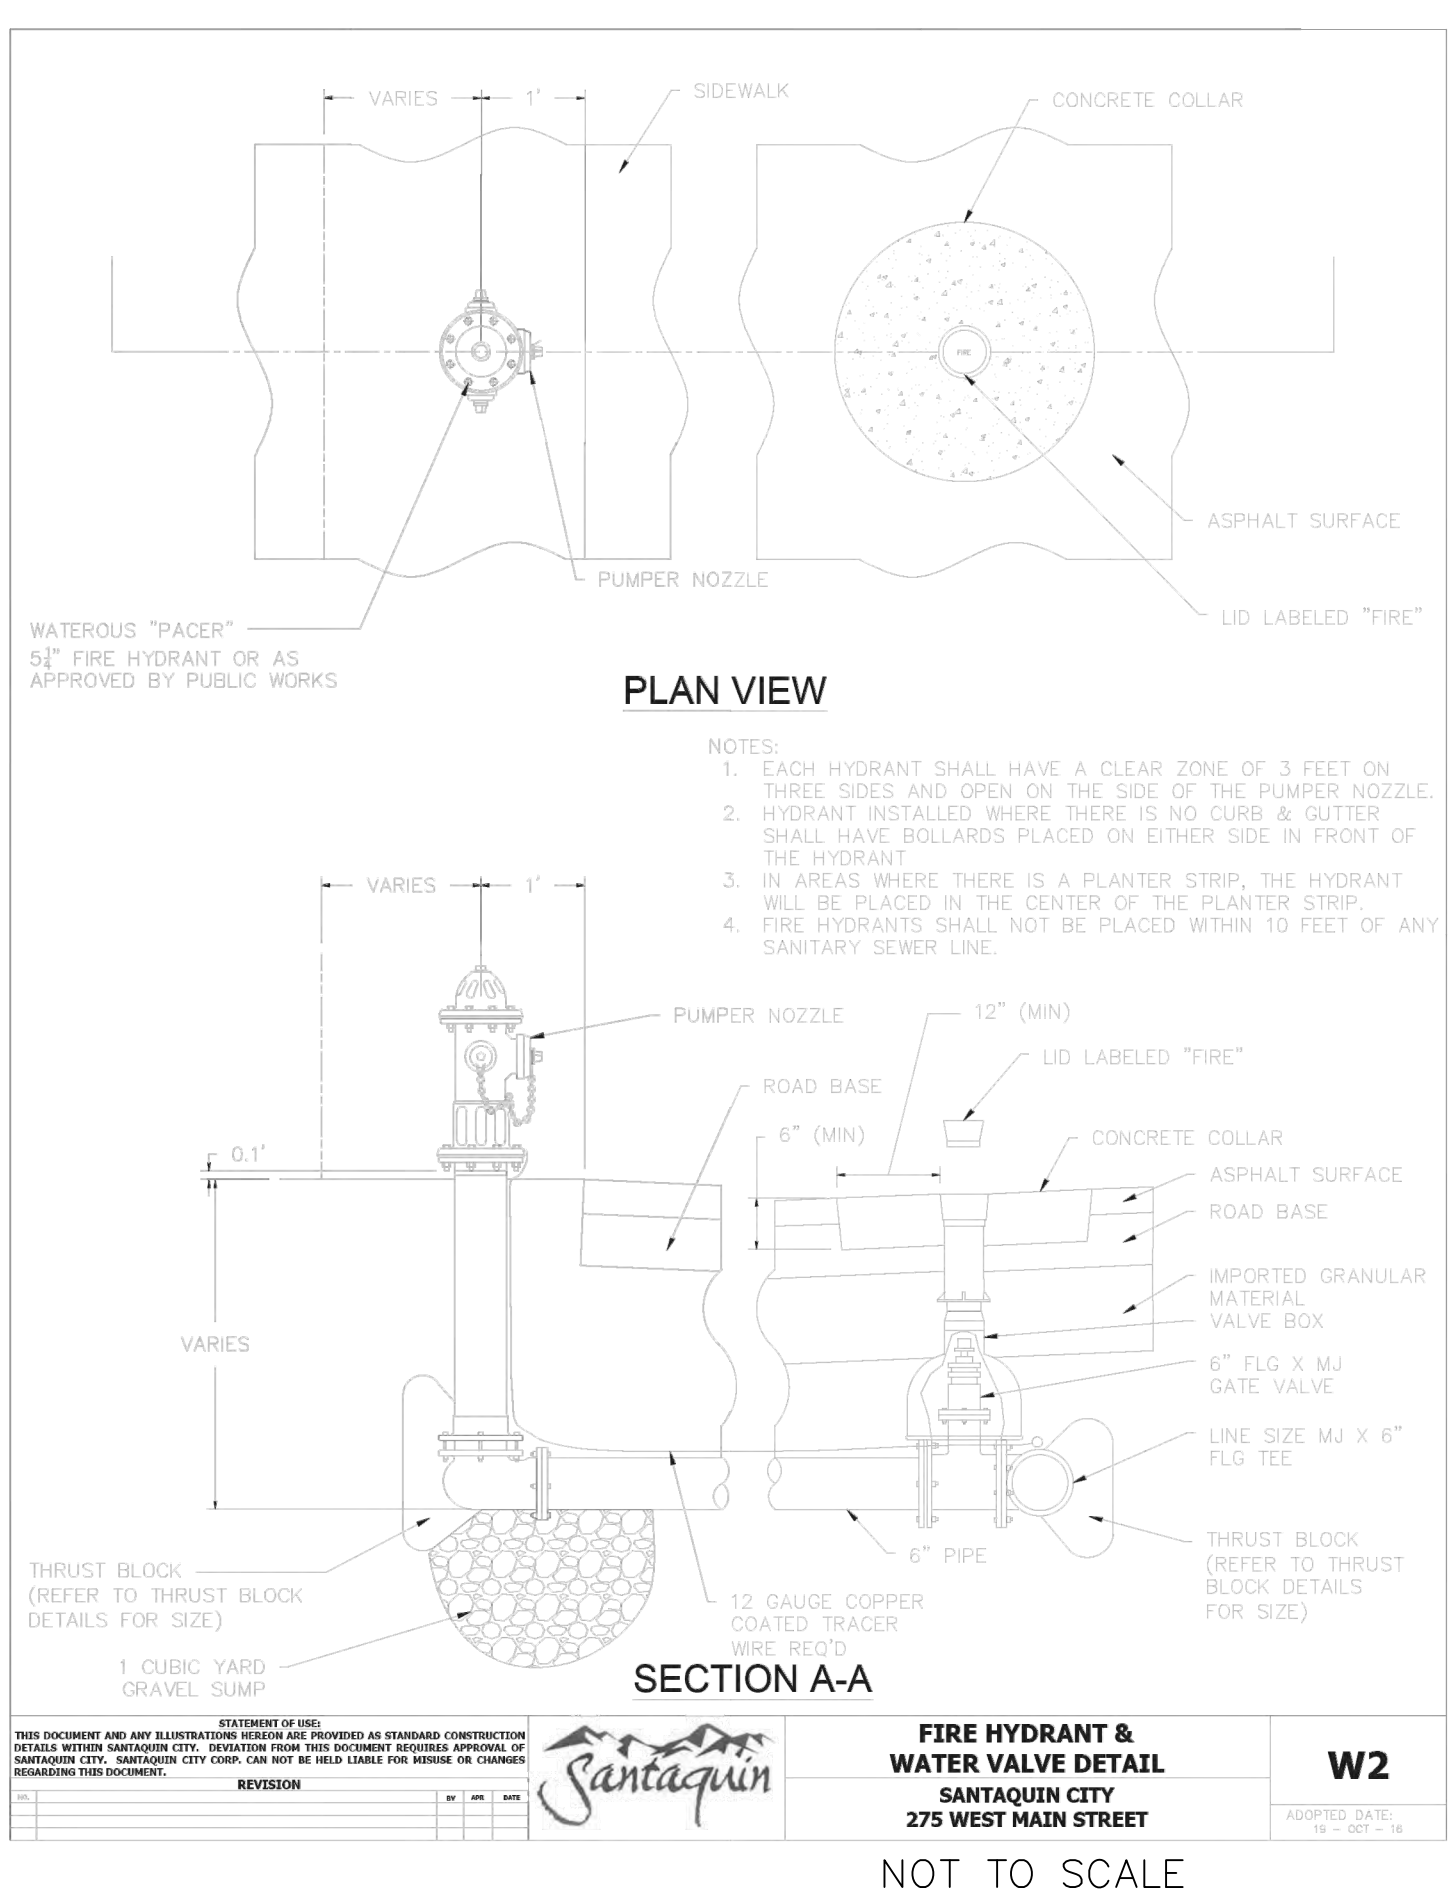 VARIES
1'
SIDEWALK
CONCRETE COLLAR
FIRE
ASPHALT SURFACE
PUMPER NOZZLE
LID LABELED "FIRE"
WATEROUS "PACER"
5 1/4" FIRE HYDRANT OR AS
APPROVED BY PUBLIC WORKS
PLAN VIEW
NOTES:
1. EACH HYDRANT SHALL HAVE A CLEAR ZONE OF 3 FEET ON
THREE SIDES AND OPEN ON THE SIDE OF THE PUMPER NOZZLE.
2. HYDRANT INSTALLED WHERE THERE IS NO CURB & GUTTER
SHALL HAVE BOLLARDS PLACED ON EITHER SIDE IN FRONT OF
THE HYDRANT
3. IN AREAS WHERE THERE IS A PLANTER STRIP, THE HYDRANT
WILL BE PLACED IN THE CENTER OF THE PLANTER STRIP.
4. FIRE HYDRANTS SHALL NOT BE PLACED WITHIN 10 FEET OF ANY
SANITARY SEWER LINE.
VARIES
1'
PUMPER NOZZLE
12" (MIN)
LID LABELED "FIRE"
ROAD BASE
6" (MIN)
CONCRETE COLLAR
0.1'
ASPHALT SURFACE
ROAD BASE
IMPORTED GRANULAR
MATERIAL
VALVE BOX
VARIES
6" FLG X MJ
GATE VALVE
LINE SIZE MJ X 6"
FLG TEE
6" PIPE
THRUST BLOCK
(REFER TO THRUST
BLOCK DETAILS
FOR SIZE)
THRUST BLOCK
(REFER TO THRUST BLOCK
DETAILS FOR SIZE)
12 GAUGE COPPER
COATED TRACER
WIRE REQ'D
1 CUBIC YARD
GRAVEL SUMP
SECTION A-A
STATEMENT OF USE:
THIS DOCUMENT AND ANY ILLUSTRATIONS HEREON ARE PROVIDED AS STANDARD CONSTRUCTION
DETAILS WITHIN SANTAQUIN CITY. DEVIATION FROM THIS DOCUMENT REQUIRES APPROVAL OF
SANTAQUIN CITY. SANTAQUIN CITY CORP. CAN NOT BE HELD LIABLE FOR MISUSE OR CHANGES
REGARDING THIS DOCUMENT.
REVISION
NO.
BY
APR.
DATE
Santaquin
FIRE HYDRANT &
WATER VALVE DETAIL
SANTAQUIN CITY
275 WEST MAIN STREET
W2
ADOPTED DATE:
19 - OCT - 16
NOT TO SCALE